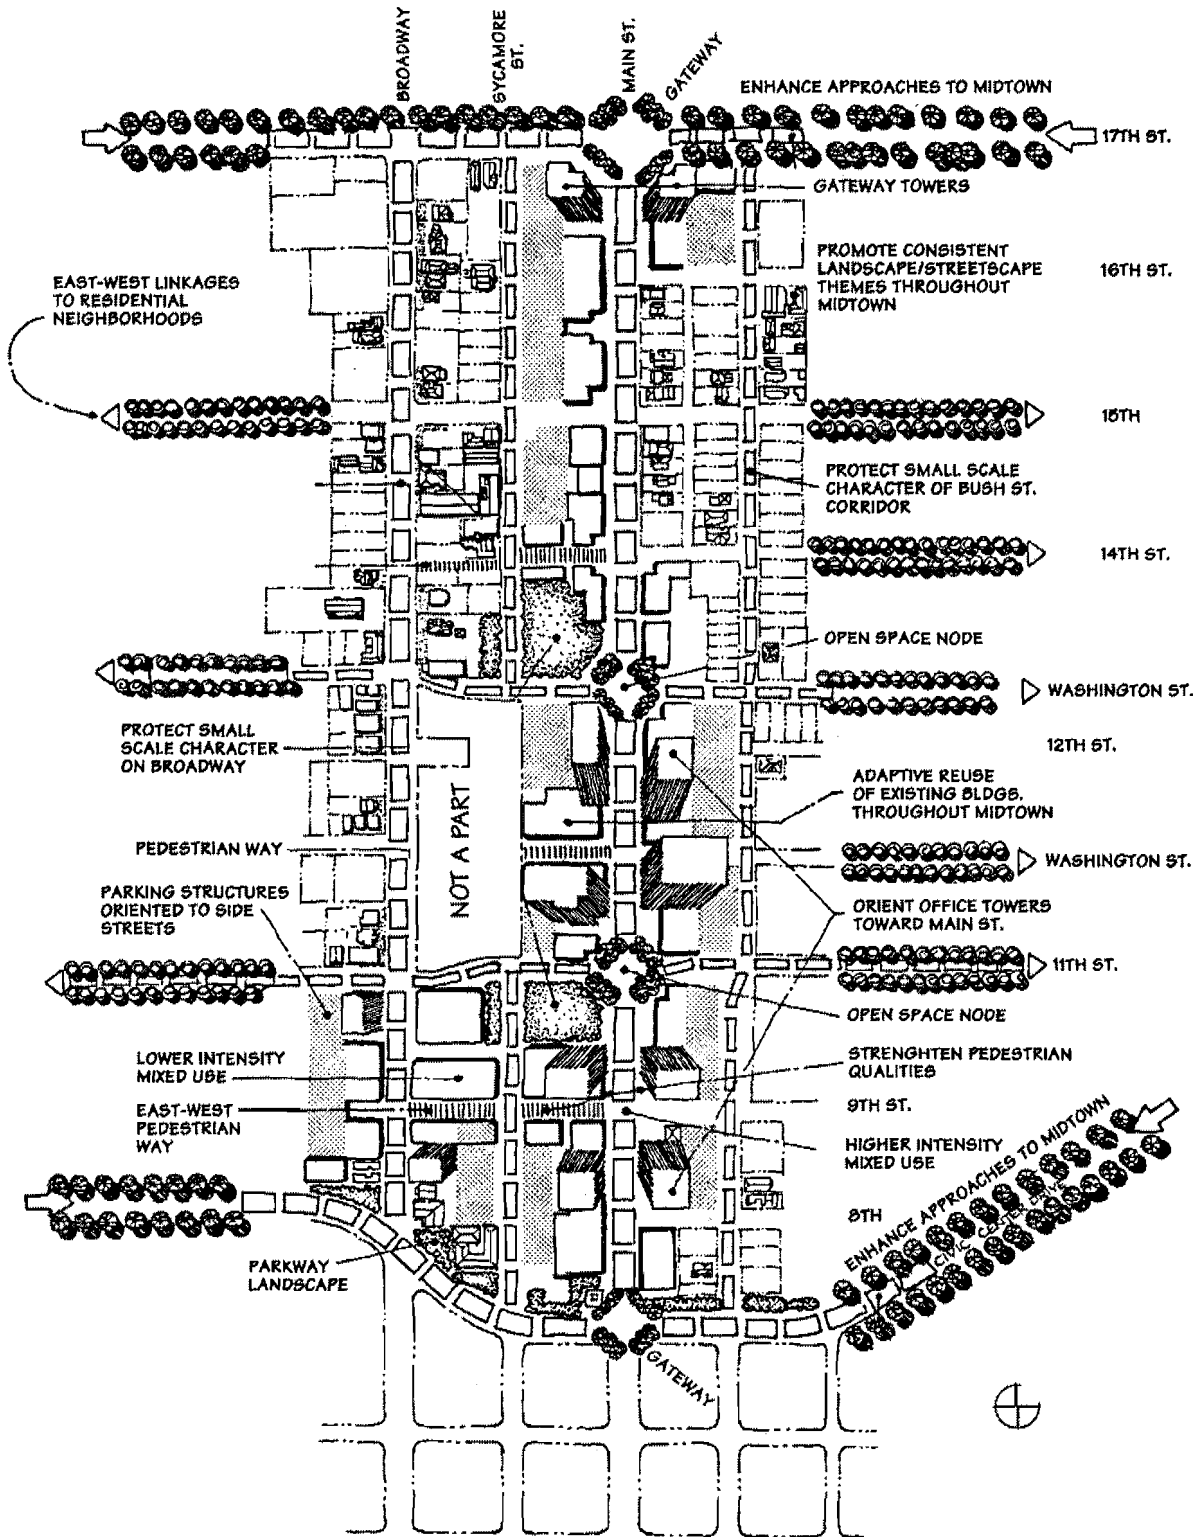 BROADWAY
SYCAMORE
ST.
MAIN ST.
GATEWAY
ENHANCE APPROACHES TO MIDTOWN
17TH ST.
GATEWAY TOWERS
PROMOTE CONSISTENT
LANDSCAPE/STREETSCAPE
THEMES THROUGHOUT
MIDTOWN
16TH ST.
EAST-WEST LINKAGES
TO RESIDENTIAL
NEIGHBORHOODS
15TH
PROTECT SMALL SCALE
CHARACTER OF BUSH ST.
CORRIDOR
14TH ST.
OPEN SPACE NODE
WASHINGTON ST.
PROTECT SMALL
SCALE CHARACTER
ON BROADWAY
12TH ST.
NOT A PART
ADAPTIVE REUSE
OF EXISTING BLDGS.
THROUGHOUT MIDTOWN
PEDESTRIAN WAY
WASHINGTON ST.
PARKING STRUCTURES
ORIENTED TO SIDE
STREETS
ORIENT OFFICE TOWERS
TOWARD MAIN ST.
11TH ST.
OPEN SPACE NODE
LOWER INTENSITY
MIXED USE
STRENGHTEN PEDESTRIAN
QUALITIES
EAST-WEST
PEDESTRIAN
WAY
9TH ST.
HIGHER INTENSITY
MIXED USE
8TH
ENHANCE APPROACHES TO MIDTOWN
CIVIC CENTER
PARKWAY
LANDSCAPE
GATEWAY